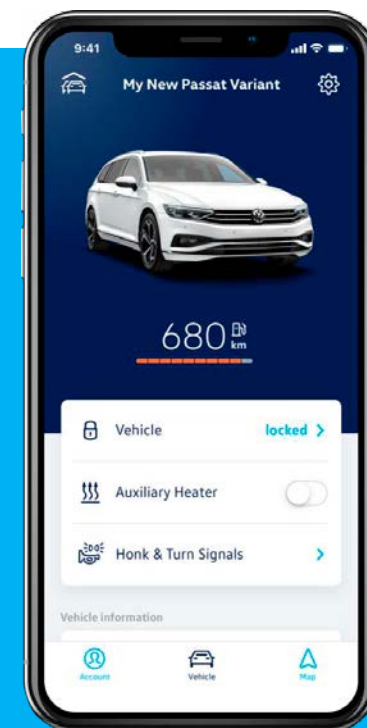 9:41
My New Passat Variant
680 km
Vehicle locked
Auxiliary Heater
Honk & Turn Signals
Vehicle information
Account Vehicle Map